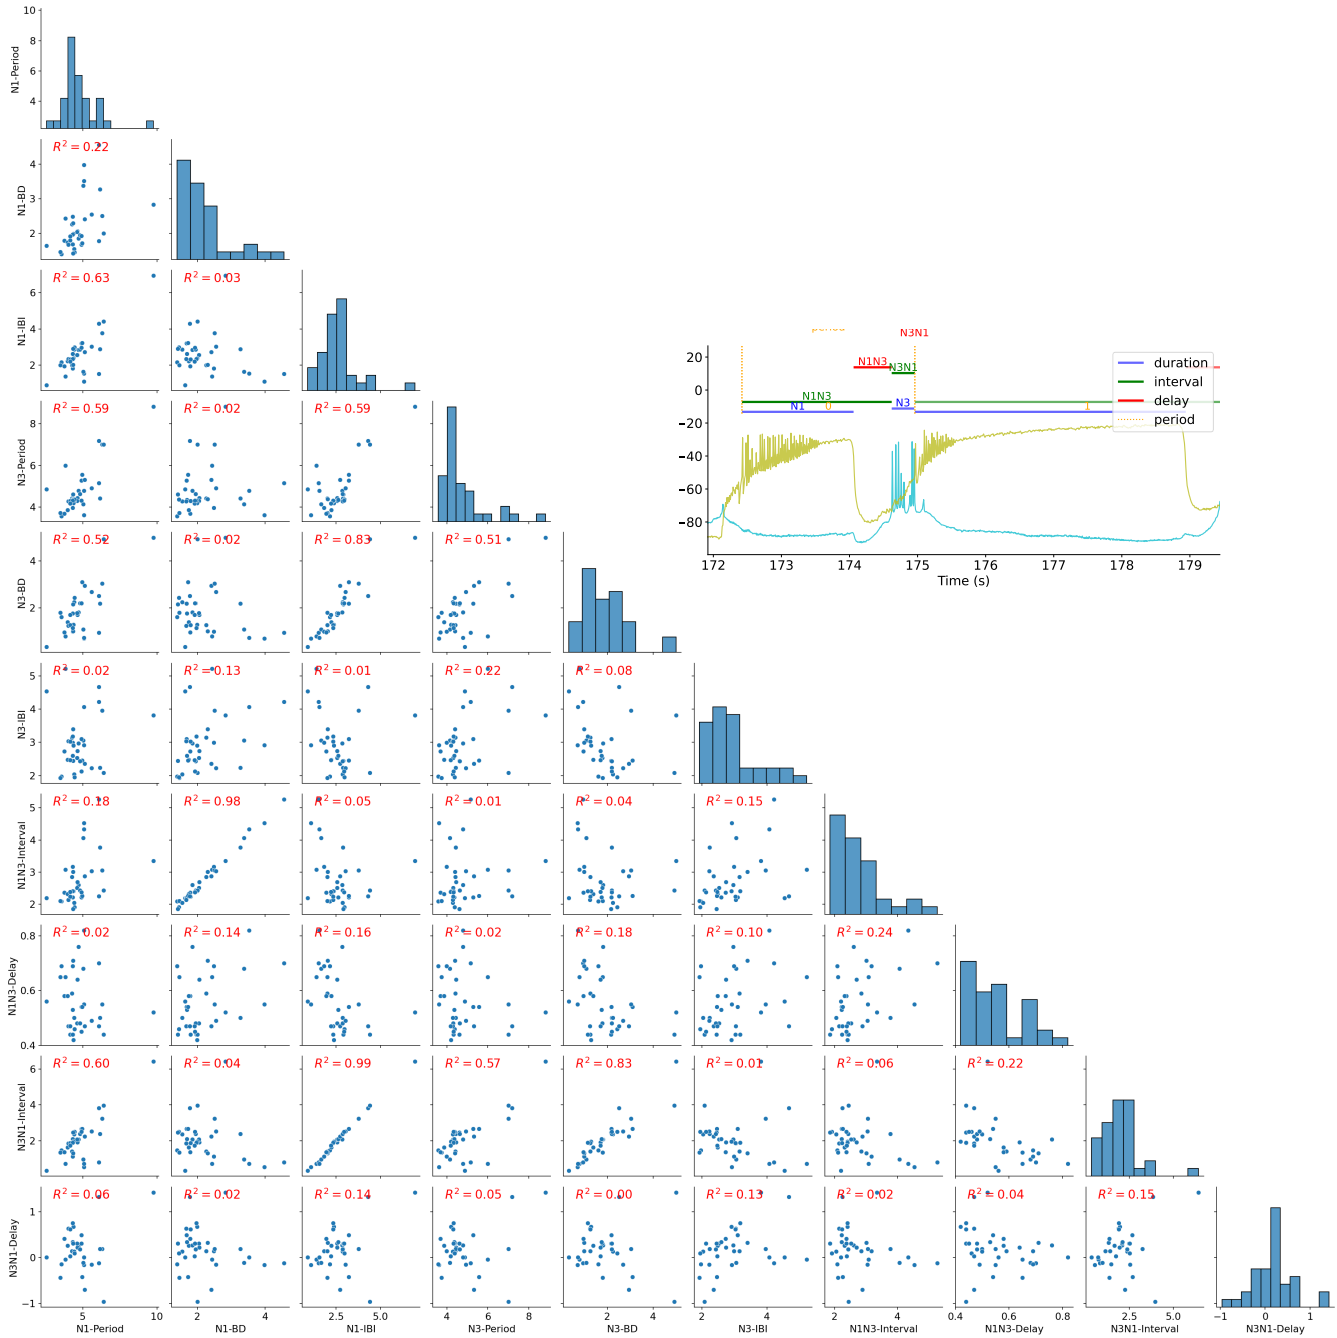 10
8
6
4
N1-Period
R² = 0.22
4
3
2
N1-BD
R² = 0.63
R² = 0.03
6
4
2
N1-IBI
period
N3N1
20
0
−20
−40
−60
−80
N1N3
N3N1
N1N3
N1
0
N3
1
duration
interval
delay
period
172
173
174
175
176
177
178
179
Time (s)
R² = 0.59
R² = 0.02
R² = 0.59
8
6
4
N3-Period
R² = 0.52
R² = 0.02
R² = 0.83
R² = 0.51
4
2
N3-BD
R² = 0.02
R² = 0.13
R² = 0.01
R² = 0.22
R² = 0.08
5
4
3
2
N3-IBI
R² = 0.18
R² = 0.98
R² = 0.05
R² = 0.01
R² = 0.04
R² = 0.15
5
4
3
2
N1N3-Interval
R² = 0.02
R² = 0.14
R² = 0.16
R² = 0.02
R² = 0.18
R² = 0.10
R² = 0.24
0.8
0.6
0.4
N1N3-Delay
R² = 0.60
R² = 0.04
R² = 0.99
R² = 0.57
R² = 0.83
R² = 0.01
R² = 0.06
R² = 0.22
6
4
2
0
N3N1-Interval
R² = 0.06
R² = 0.02
R² = 0.14
R² = 0.05
R² = 0.00
R² = 0.13
R² = 0.02
R² = 0.04
R² = 0.15
1
0
−1
N3N1-Delay
5 10
2 4
2.5 5.0
4 6 8
2 4
2 4
2 4
0.4 0.6 0.8
2.5 5.0
−1 0 1
N1-Period
N1-BD
N1-IBI
N3-Period
N3-BD
N3-IBI
N1N3-Interval
N1N3-Delay
N3N1-Interval
N3N1-Delay